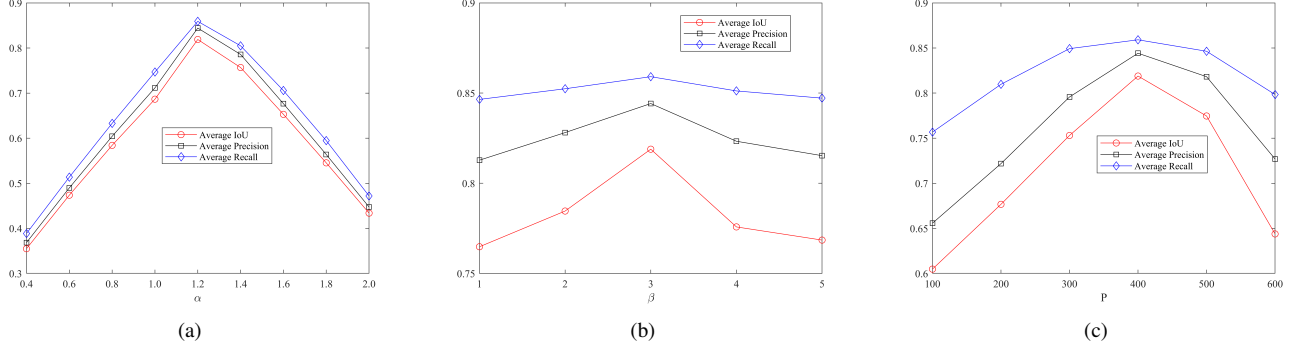 0.9
0.8
0.7
0.6
0.5
0.4
0.3
0.4 0.6 0.8 1.0 1.2 1.4 1.6 1.8 2.0
α
Average IoU
Average Precision
Average Recall
(a)
0.9
0.85
0.8
0.75
1 2 3 4 5
β
Average IoU
Average Precision
Average Recall
(b)
0.9
0.85
0.8
0.75
0.7
0.65
0.6
100 200 300 400 500 600
P
Average IoU
Average Precision
Average Recall
(c)